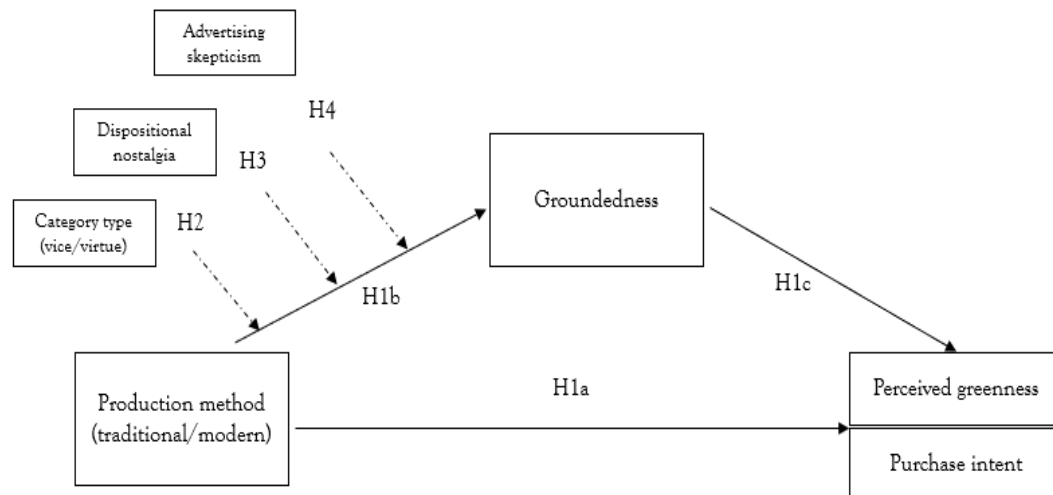 Advertising
skepticism
H4
Dispositional
nostalgia
H3
Category type
(vice/virtue)
H2
Groundedness
H1b
H1c
Production method
(traditional/modern)
H1a
Perceived greenness
Purchase intent